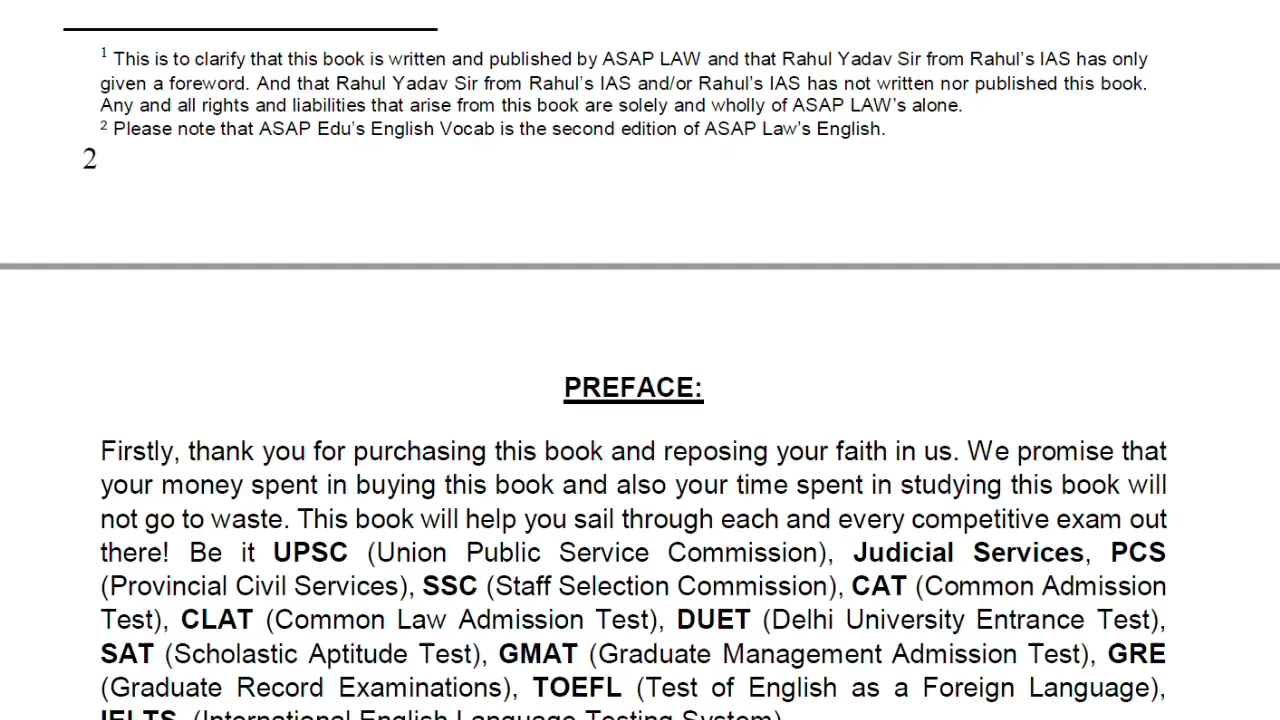 ¹ This is to clarify that this book is written and published by ASAP LAW and that Rahul Yadav Sir from Rahul's IAS has only
given a foreword. And that Rahul Yadav Sir from Rahul's IAS and/or Rahul's IAS has not written nor published this book.
Any and all rights and liabilities that arise from this book are solely and wholly of ASAP LAW's alone.
² Please note that ASAP Edu's English Vocab is the second edition of ASAP Law's English.
2
PREFACE:
Firstly, thank you for purchasing this book and reposing your faith in us. We promise that
your money spent in buying this book and also your time spent in studying this book will
not go to waste. This book will help you sail through each and every competitive exam out
there! Be it UPSC (Union Public Service Commission), Judicial Services, PCS
(Provincial Civil Services), SSC (Staff Selection Commission), CAT (Common Admission
Test), CLAT (Common Law Admission Test), DUET (Delhi University Entrance Test),
SAT (Scholastic Aptitude Test), GMAT (Graduate Management Admission Test), GRE
(Graduate Record Examinations), TOEFL (Test of English as a Foreign Language),
IELTS (International English Language Testing System)